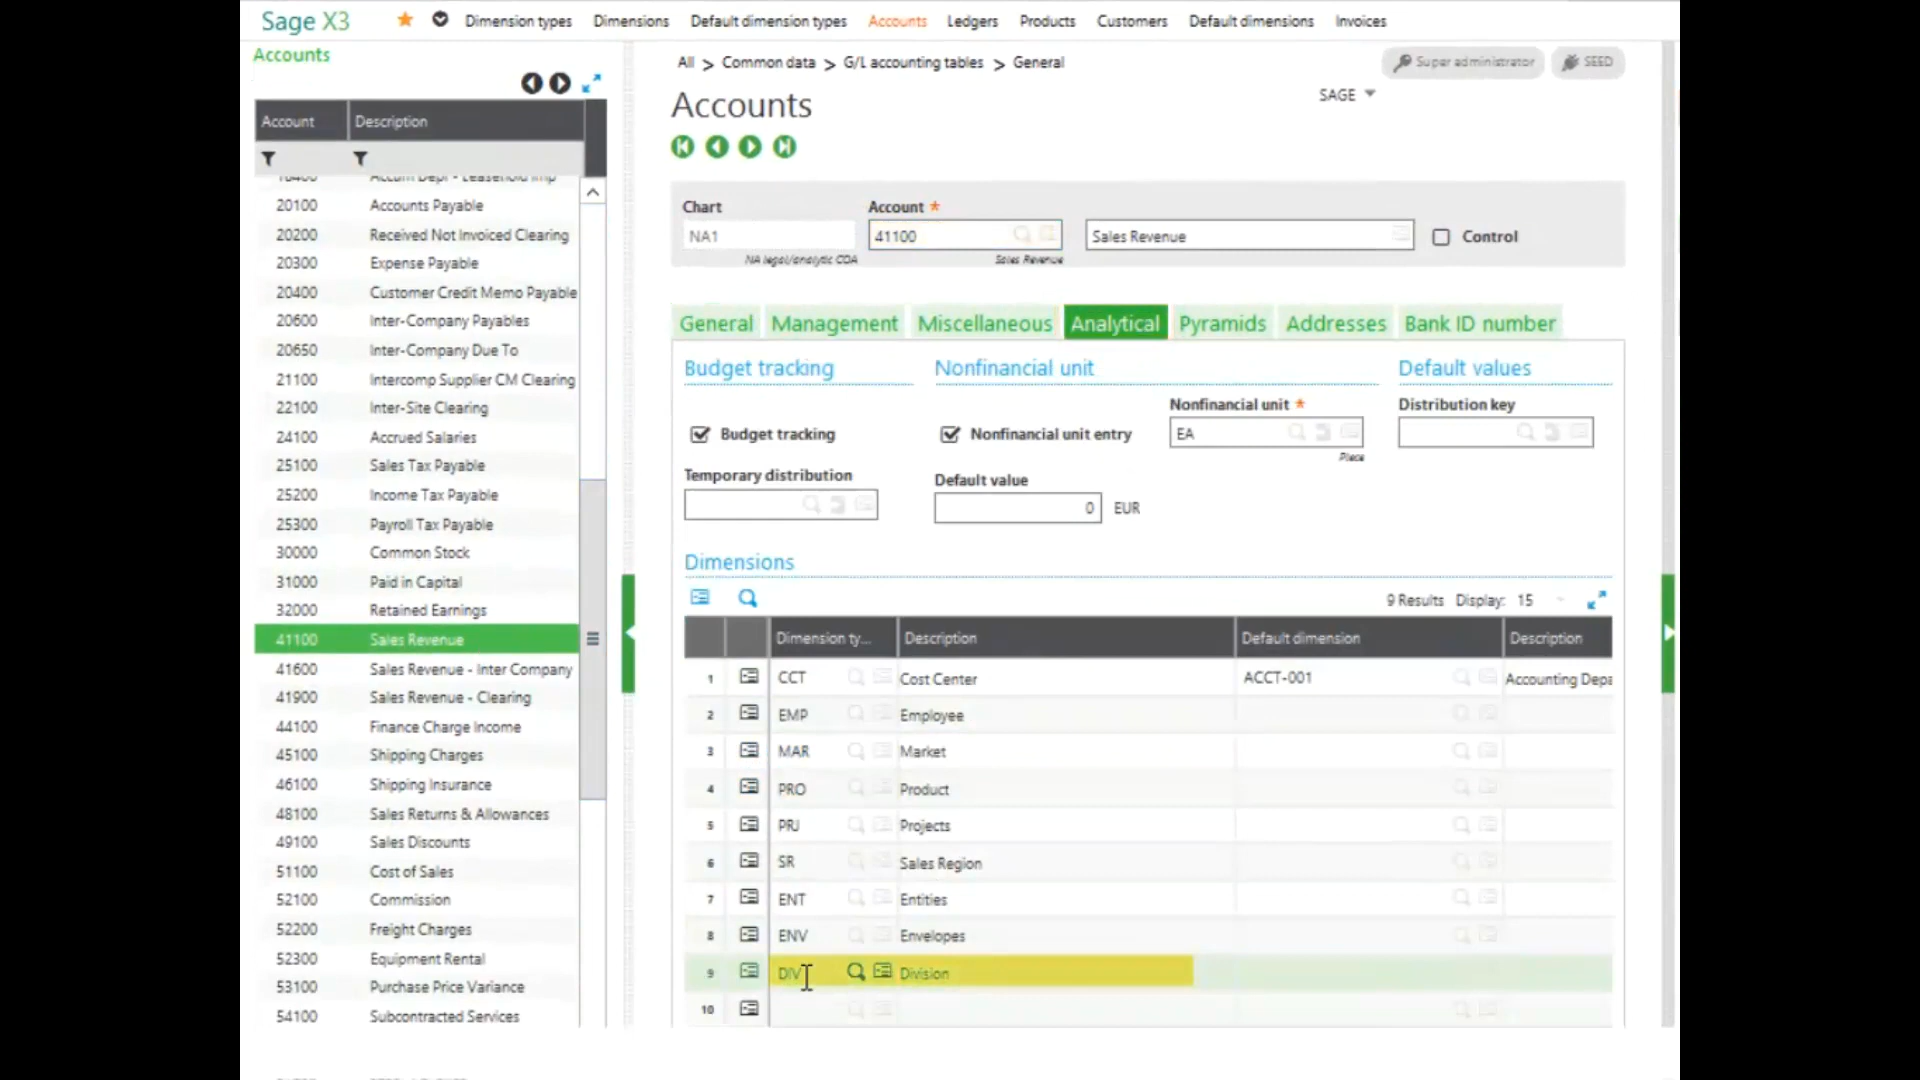 Sage X3
Dimension types
Dimensions
Default dimension types
Accounts
Ledgers
Products
Customers
Default dimensions
Invoices
Accounts
Account Description
Accum Depr - Leasehold Imp
20100 Accounts Payable
20200 Received Not Invoiced Clearing
20300 Expense Payable
20400 Customer Credit Memo Payable
20600 Inter-Company Payables
20650 Inter-Company Due To
21100 Intercomp Supplier CM Clearing
22100 Inter-Site Clearing
24100 Accrued Salaries
25100 Sales Tax Payable
25200 Income Tax Payable
25300 Payroll Tax Payable
30000 Common Stock
31000 Paid in Capital
32000 Retained Earnings
41100 Sales Revenue
41600 Sales Revenue - Inter Company
41900 Sales Revenue - Clearing
44100 Finance Charge Income
45100 Shipping Charges
46100 Shipping Insurance
48100 Sales Returns & Allowances
49100 Sales Discounts
51100 Cost of Sales
52100 Commission
52200 Freight Charges
52300 Equipment Rental
53100 Purchase Price Variance
54100 Subcontracted Services
All > Common data > G/L accounting tables > General
Super administrator
SEED
SAGE
Accounts
Chart
Account *
NA1
41100
Sales Revenue
Control
NA legal/analytic COA
Sales Revenue
General
Management
Miscellaneous
Analytical
Pyramids
Addresses
Bank ID number
Budget tracking
Nonfinancial unit
Default values
Nonfinancial unit *
Distribution key
Budget tracking
Nonfinancial unit entry
EA
Piece
Temporary distribution
Default value
0 EUR
Dimensions
9 Results Display: 15
Dimension ty... Description Default dimension Description
1 CCT Cost Center ACCT-001 Accounting Depa
2 EMP Employee
3 MAR Market
4 PRO Product
5 PRJ Projects
6 SR Sales Region
7 ENT Entities
8 ENV Envelopes
9 DIV Division
10